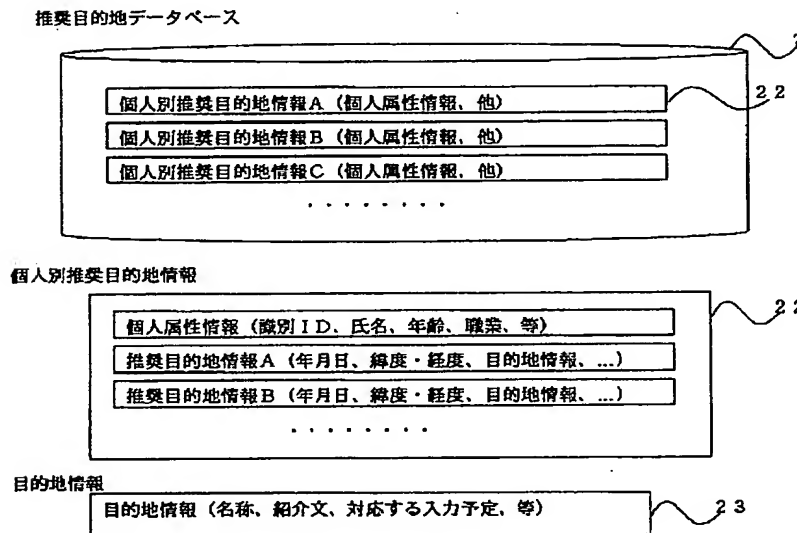 推奨目的地データベース
個人別推奨目的地情報A（個人属性情報、他）
22
個人別推奨目的地情報B（個人属性情報、他）
個人別推奨目的地情報C（個人属性情報、他）
・・・・・・・・
個人別推奨目的地情報
個人属性情報（識別ID、氏名、年齢、職業、等）
22
推奨目的地情報A（年月日、緯度・経度、目的地情報、...）
推奨目的地情報B（年月日、緯度・経度、目的地情報、...）
・・・・・・・・
目的地情報
目的地情報（名称、紹介文、対応する入力予定、等）
23